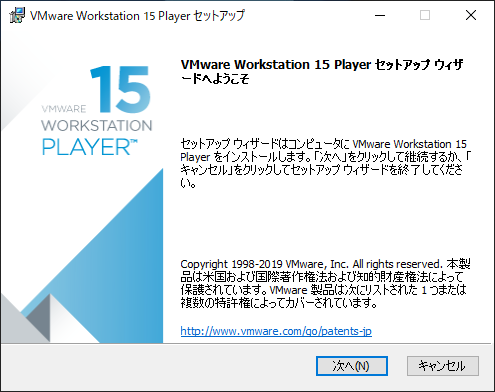 VMware Workstation 15 Player セットアップ
VMWARE 15
WORKSTATION
PLAYER™
VMware Workstation 15 Player セットアップ ウィザ
ードへようこそ
セットアップ ウィザードはコンピュータに VMware Workstation 15
Player をインストールします。「次へ」をクリックして継続するか、「
キャンセル」をクリックしてセットアップ ウィザードを終了してくださ
い。
Copyright 1998-2019 VMware, Inc. All rights reserved. 本製
品は米国および国際著作権法および知的財産権法によって
保護されています。VMware 製品は次にリストされた 1 つまたは
複数の特許権によってカバーされています。
http://www.vmware.com/go/patents-jp
次へ(N)
キャンセル